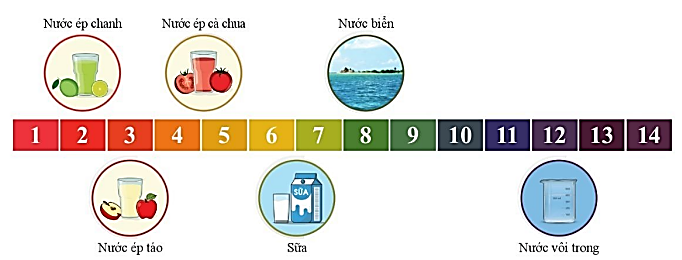 Nước ép chanh
Nước ép cà chua
Nước biển
1 2 3 4 5 6 7 8 9 10 11 12 13 14
SỮA
Nước ép táo
Sữa
Nước vôi trong